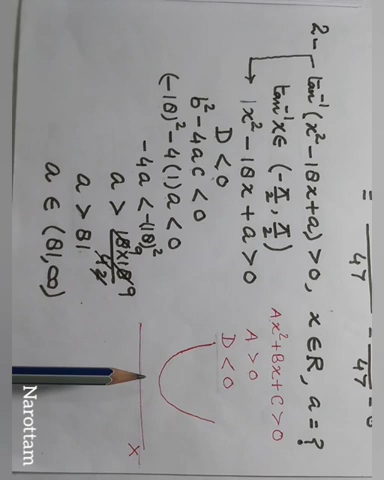 = 47 - 47 =
2- tan⁻¹(x²-18x+a)>0, x∈R, a=?
tan⁻¹x ∈ (-π/2, π/2)
1x²-18x+a>0
D<0
b²-4ac<0
(-18)²-4(1)a<0
-4a<-(18)²
a > 18×18/4 9 9
a>81
a ∈ (81,∞)
Ax²+Bx+C>0
A>0
D<0
x
Narottam